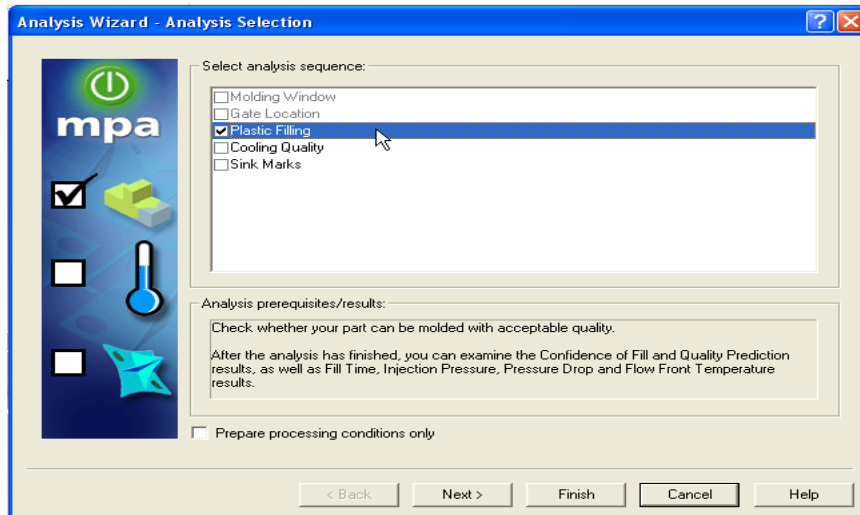 Analysis Wizard - Analysis Selection
mpa
Select analysis sequence:
Molding Window
Gate Location
Plastic Filling
Cooling Quality
Sink Marks
Analysis prerequisites/results:
Check whether your part can be molded with acceptable quality.
After the analysis has finished, you can examine the Confidence of Fill and Quality Prediction
results, as well as Fill Time, Injection Pressure, Pressure Drop and Flow Front Temperature
results.
Prepare processing conditions only
< Back Next > Finish Cancel Help